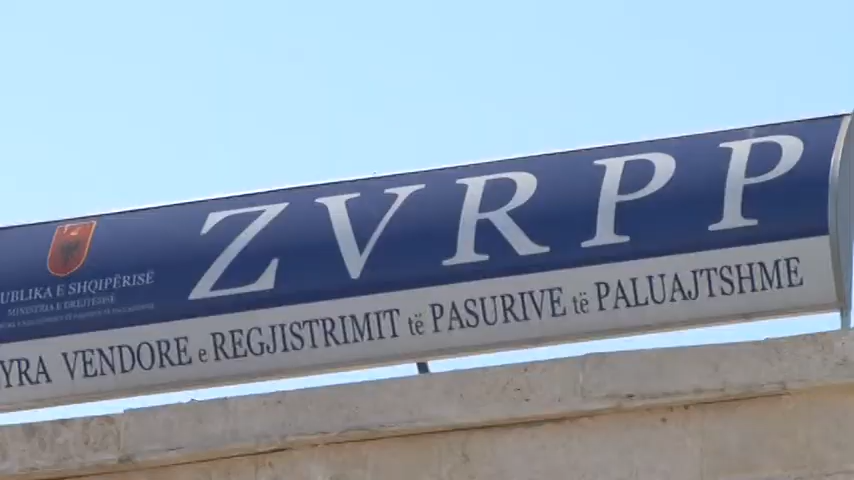 ZVRPP
UBLIKA E SHQIPËRISË
MINISTRIA E DREJTËSISË
YRA VENDORE e REGJISTRIMIT të PASURIVE të PALUAJTSHME